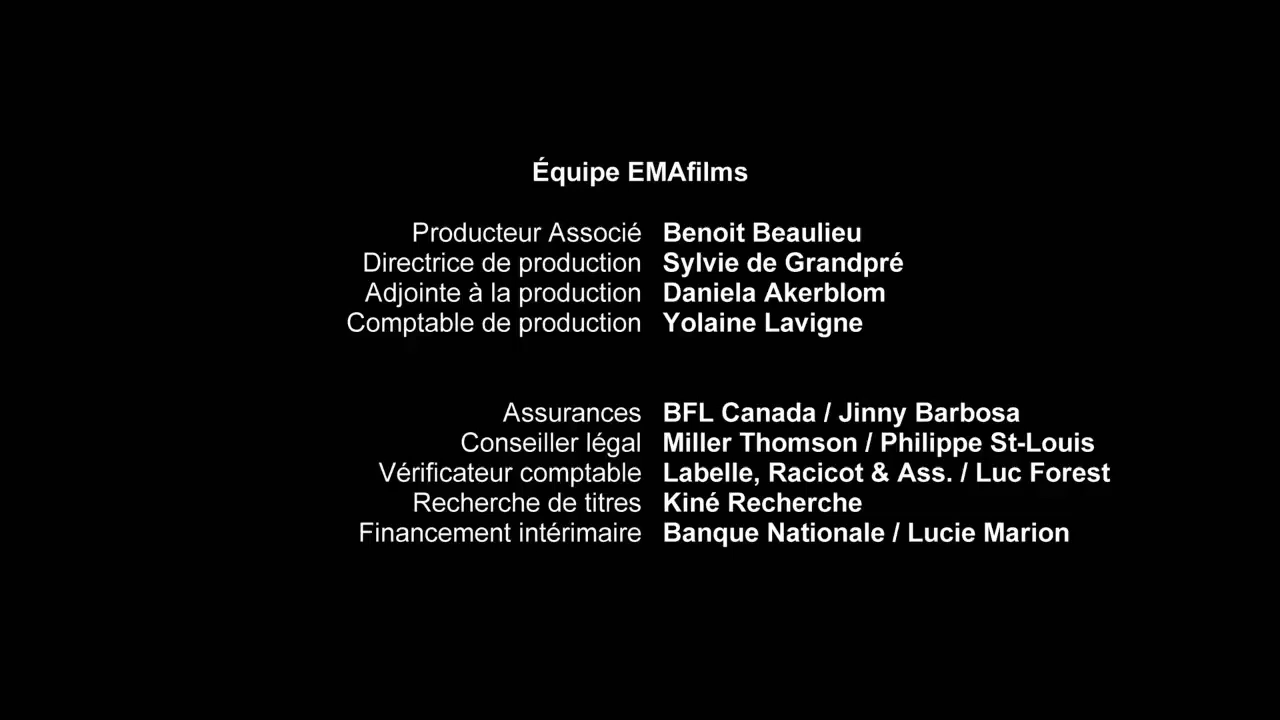 Équipe EMAfilms
Producteur Associé Benoit Beaulieu
Directrice de production Sylvie de Grandpré
Adjointe à la production Daniela Akerblom
Comptable de production Yolaine Lavigne
Assurances BFL Canada / Jinny Barbosa
Conseiller légal Miller Thomson / Philippe St-Louis
Vérificateur comptable Labelle, Racicot & Ass. / Luc Forest
Recherche de titres Kiné Recherche
Financement intérimaire Banque Nationale / Lucie Marion